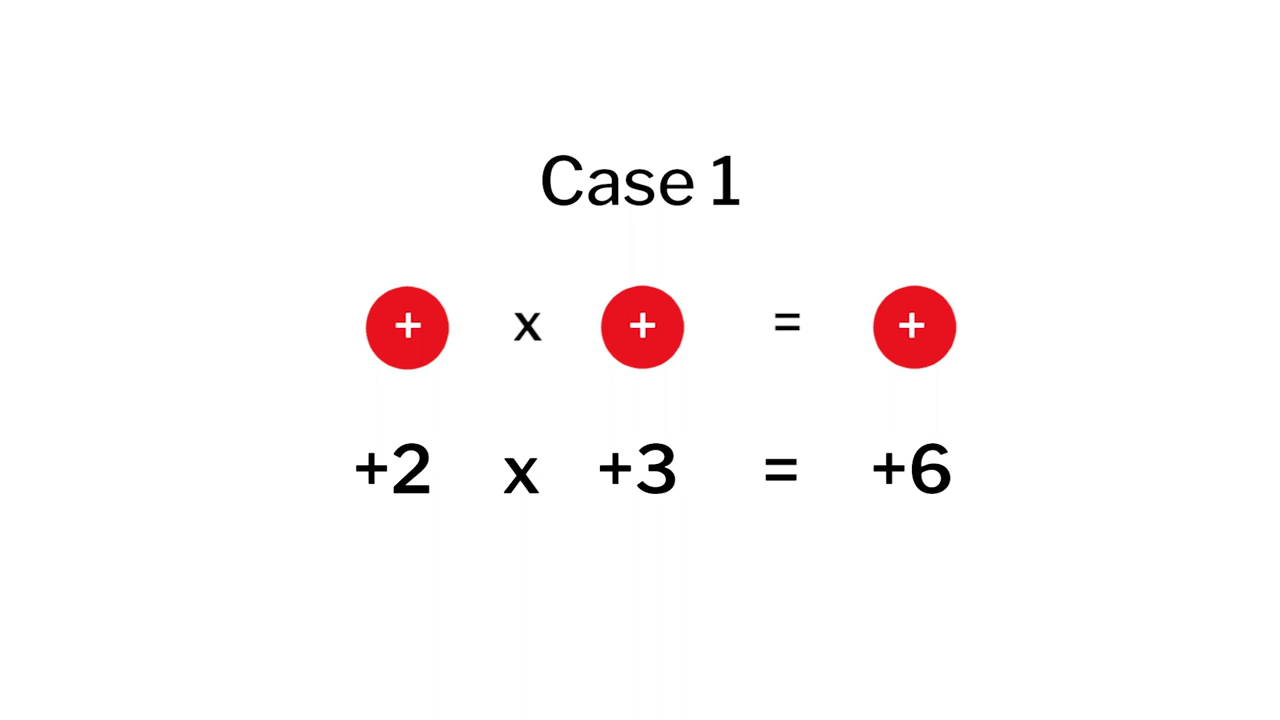 Case 1
+ x + = +
+2 x +3 = +6